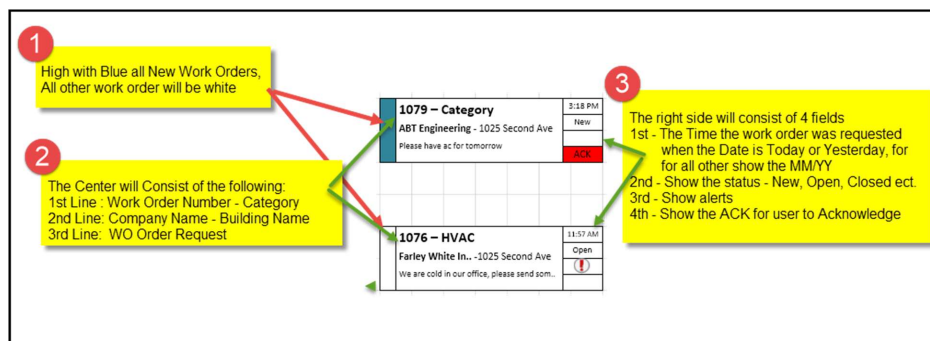 1
High with Blue all New Work Orders,
All other work order will be white
2
The Center will Consist of the following:
1st Line : Work Order Number - Category
2nd Line: Company Name - Building Name
3rd Line: WO Order Request
1079 – Category
ABT Engineering - 1025 Second Ave
Please have ac for tomorrow
3:18 PM
New
ACK
1076 – HVAC
Farley White In.. -1025 Second Ave
We are cold in our office, please send som..
11:57 AM
Open
!
3
The right side will consist of 4 fields
1st - The Time the work order was requested
when the Date is Today or Yesterday, for
for all other show the MM/YY
2nd - Show the status - New, Open, Closed ect.
3rd - Show alerts
4th - Show the ACK for user to Acknowledge